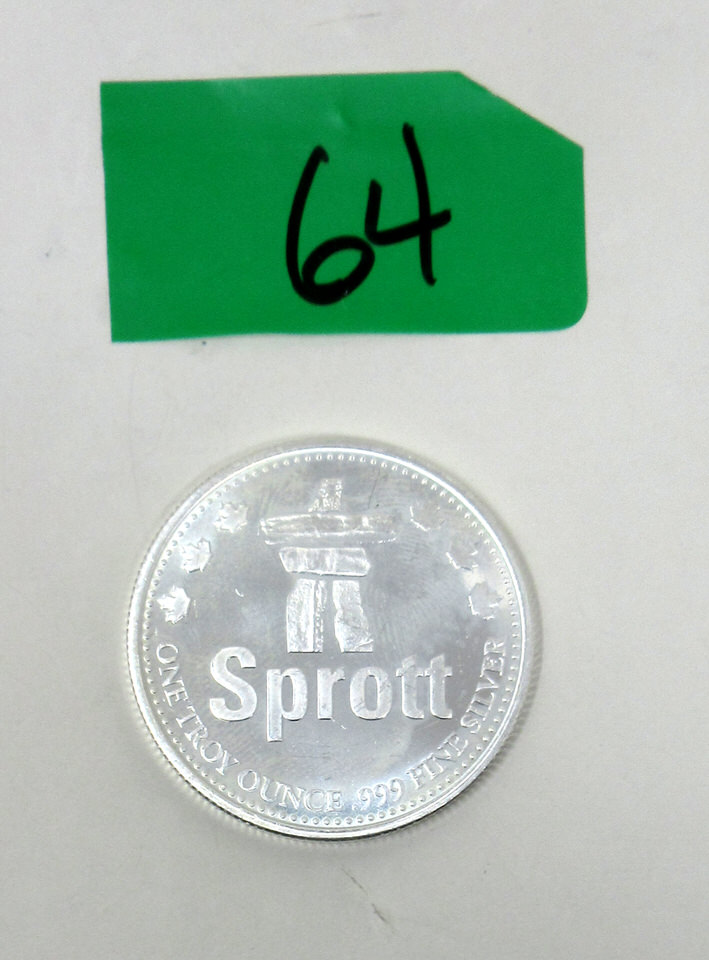 64
Sprott
ONE TROY OUNCE .999 FINE SILVER